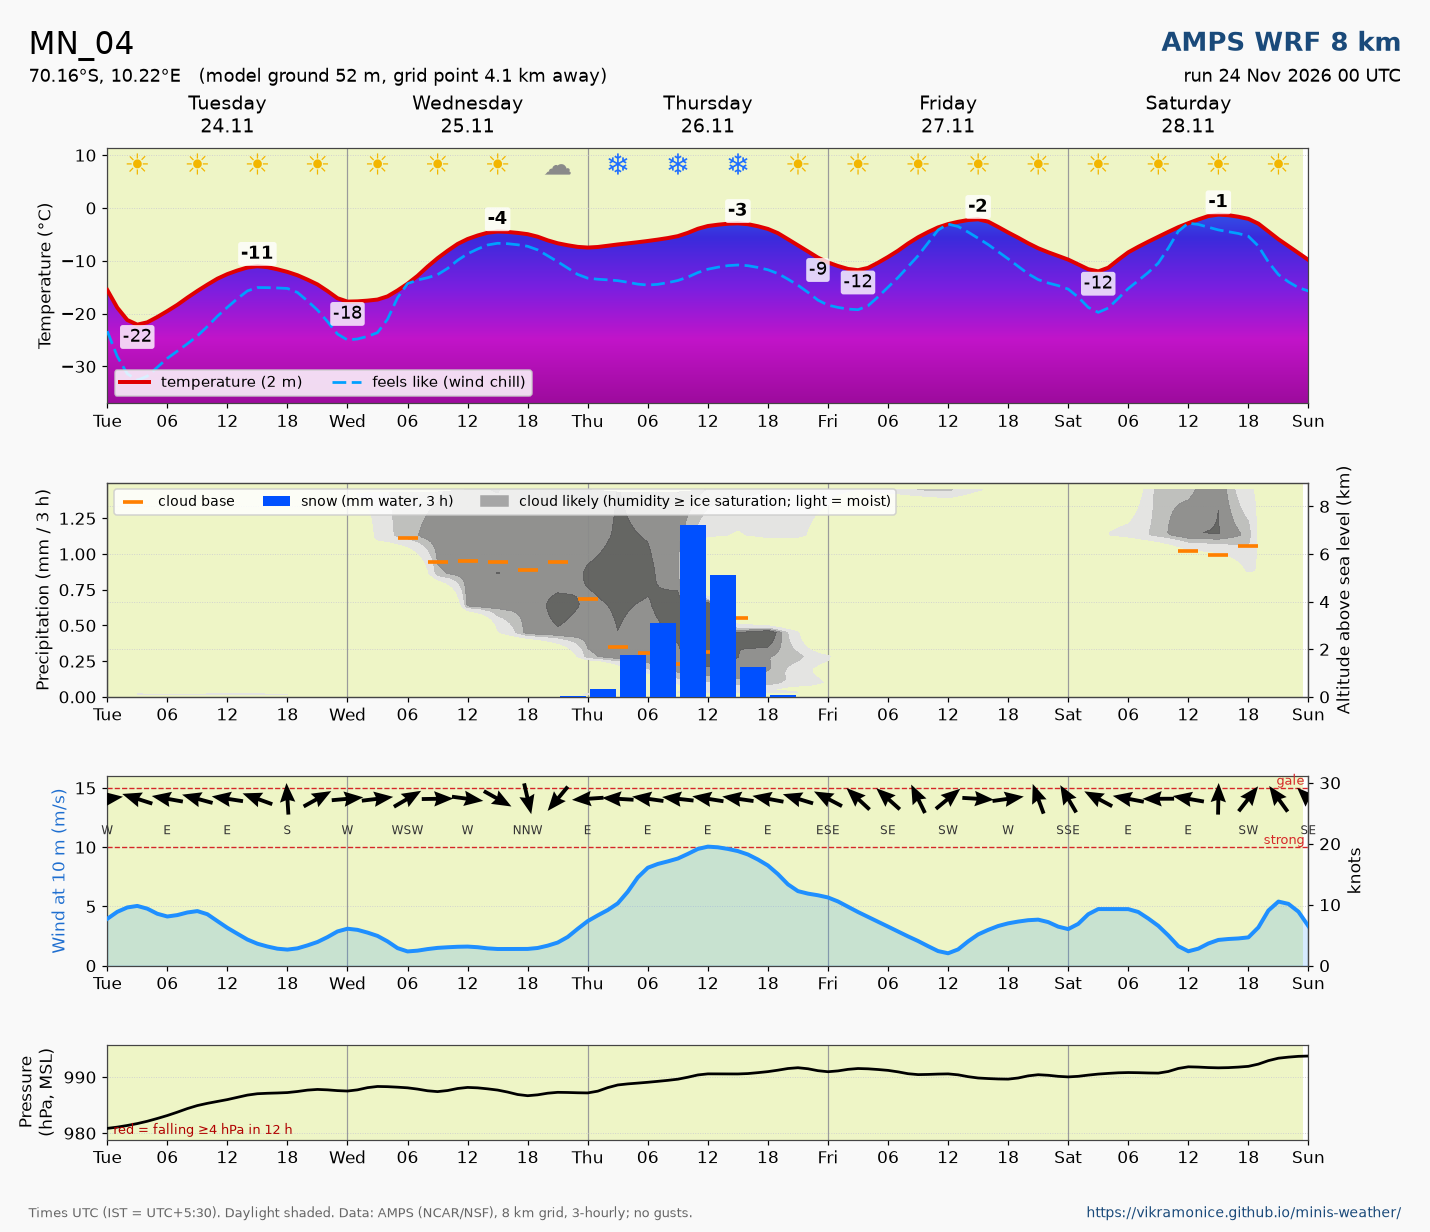 MN_04
AMPS WRF 8 km
70.16°S, 10.22°E (model ground 52 m, grid point 4.1 km away)
run 24 Nov 2026 00 UTC
Tuesday Wednesday Thursday Friday Saturday
24.11 25.11 26.11 27.11 28.11
Temperature (°C)
10
0
−10
−20
−30
-22 -11 -18 -4 -3 -9 -12 -2 -12 -1
temperature (2 m) feels like (wind chill)
Tue 06 12 18 Wed 06 12 18 Thu 06 12 18 Fri 06 12 18 Sat 06 12 18 Sun
Precipitation (mm / 3 h)
1.25
1.00
0.75
0.50
0.25
0.00
cloud base snow (mm water, 3 h) cloud likely (humidity ≥ ice saturation; light = moist)
8
6
4
2
0
Altitude above sea level (km)
Tue 06 12 18 Wed 06 12 18 Thu 06 12 18 Fri 06 12 18 Sat 06 12 18 Sun
Wind at 10 m (m/s)
15
10
5
0
gale
W E E S W WSW W NNW E E E E ESE SE SW W SSE E E SW SE
strong
30
20
10
0
knots
Tue 06 12 18 Wed 06 12 18 Thu 06 12 18 Fri 06 12 18 Sat 06 12 18 Sun
Pressure
(hPa, MSL)
990
980
red = falling ≥4 hPa in 12 h
Tue 06 12 18 Wed 06 12 18 Thu 06 12 18 Fri 06 12 18 Sat 06 12 18 Sun
Times UTC (IST = UTC+5:30). Daylight shaded. Data: AMPS (NCAR/NSF), 8 km grid, 3-hourly; no gusts.
https://vikramonice.github.io/minis-weather/